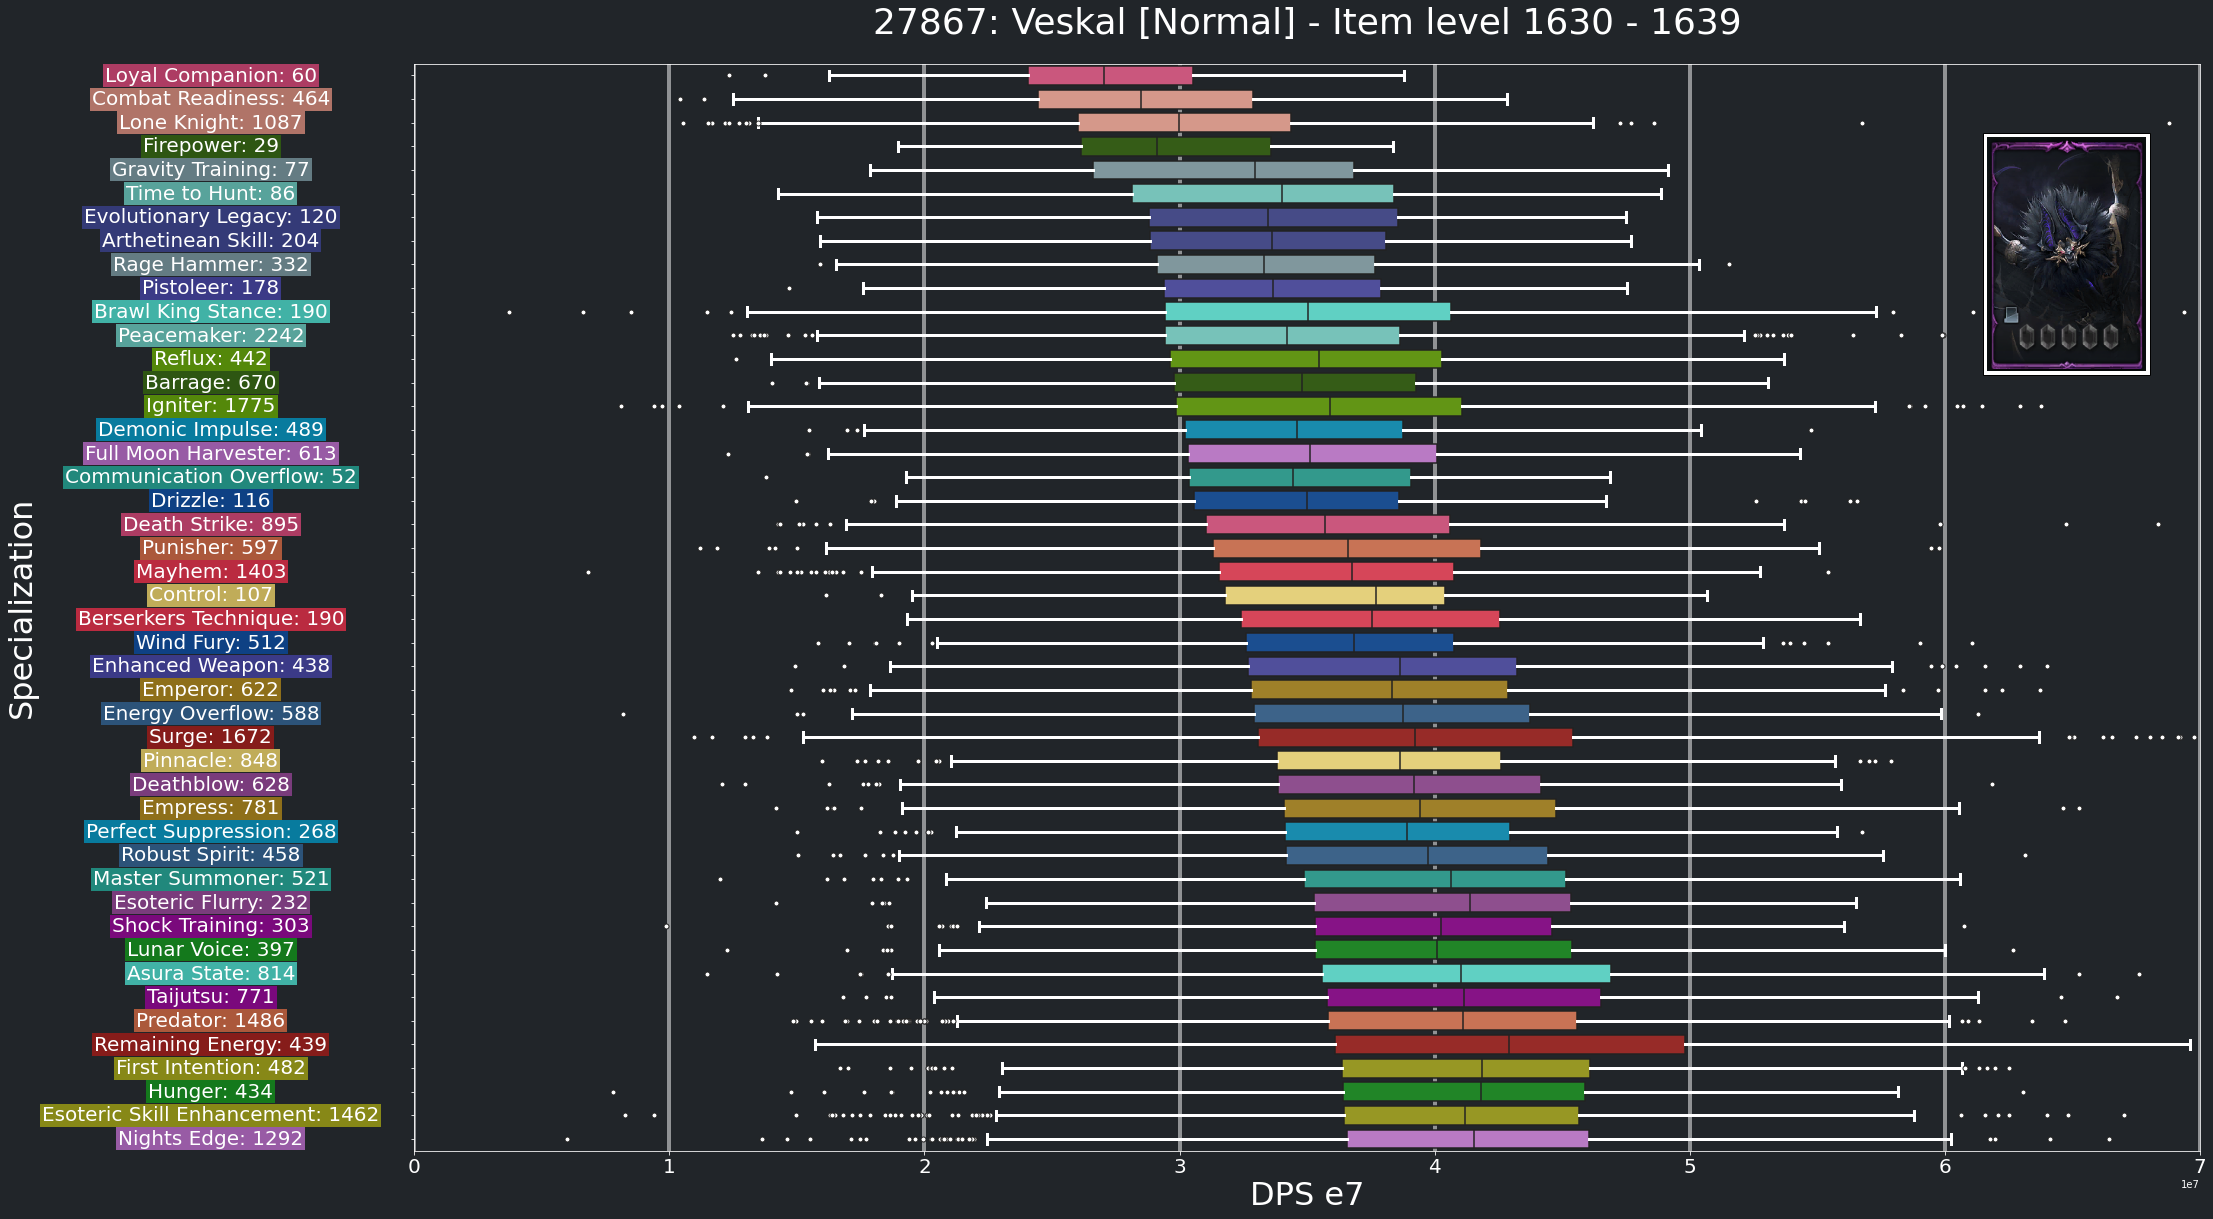 27867: Veskal [Normal] - Item level 1630 - 1639
Loyal Companion: 60
Combat Readiness: 464
Lone Knight: 1087
Firepower: 29
Gravity Training: 77
Time to Hunt: 86
Evolutionary Legacy: 120
Arthetinean Skill: 204
Rage Hammer: 332
Pistoleer: 178
Brawl King Stance: 190
Peacemaker: 2242
Reflux: 442
Barrage: 670
Igniter: 1775
Demonic Impulse: 489
Full Moon Harvester: 613
Communication Overflow: 52
Drizzle: 116
Death Strike: 895
Punisher: 597
Mayhem: 1403
Control: 107
Berserkers Technique: 190
Wind Fury: 512
Enhanced Weapon: 438
Emperor: 622
Energy Overflow: 588
Surge: 1672
Pinnacle: 848
Deathblow: 628
Empress: 781
Perfect Suppression: 268
Robust Spirit: 458
Master Summoner: 521
Esoteric Flurry: 232
Shock Training: 303
Lunar Voice: 397
Asura State: 814
Taijutsu: 771
Predator: 1486
Remaining Energy: 439
First Intention: 482
Hunger: 434
Esoteric Skill Enhancement: 1462
Nights Edge: 1292
Specialization
0 1 2 3 4 5 6 7
1e7
DPS e7